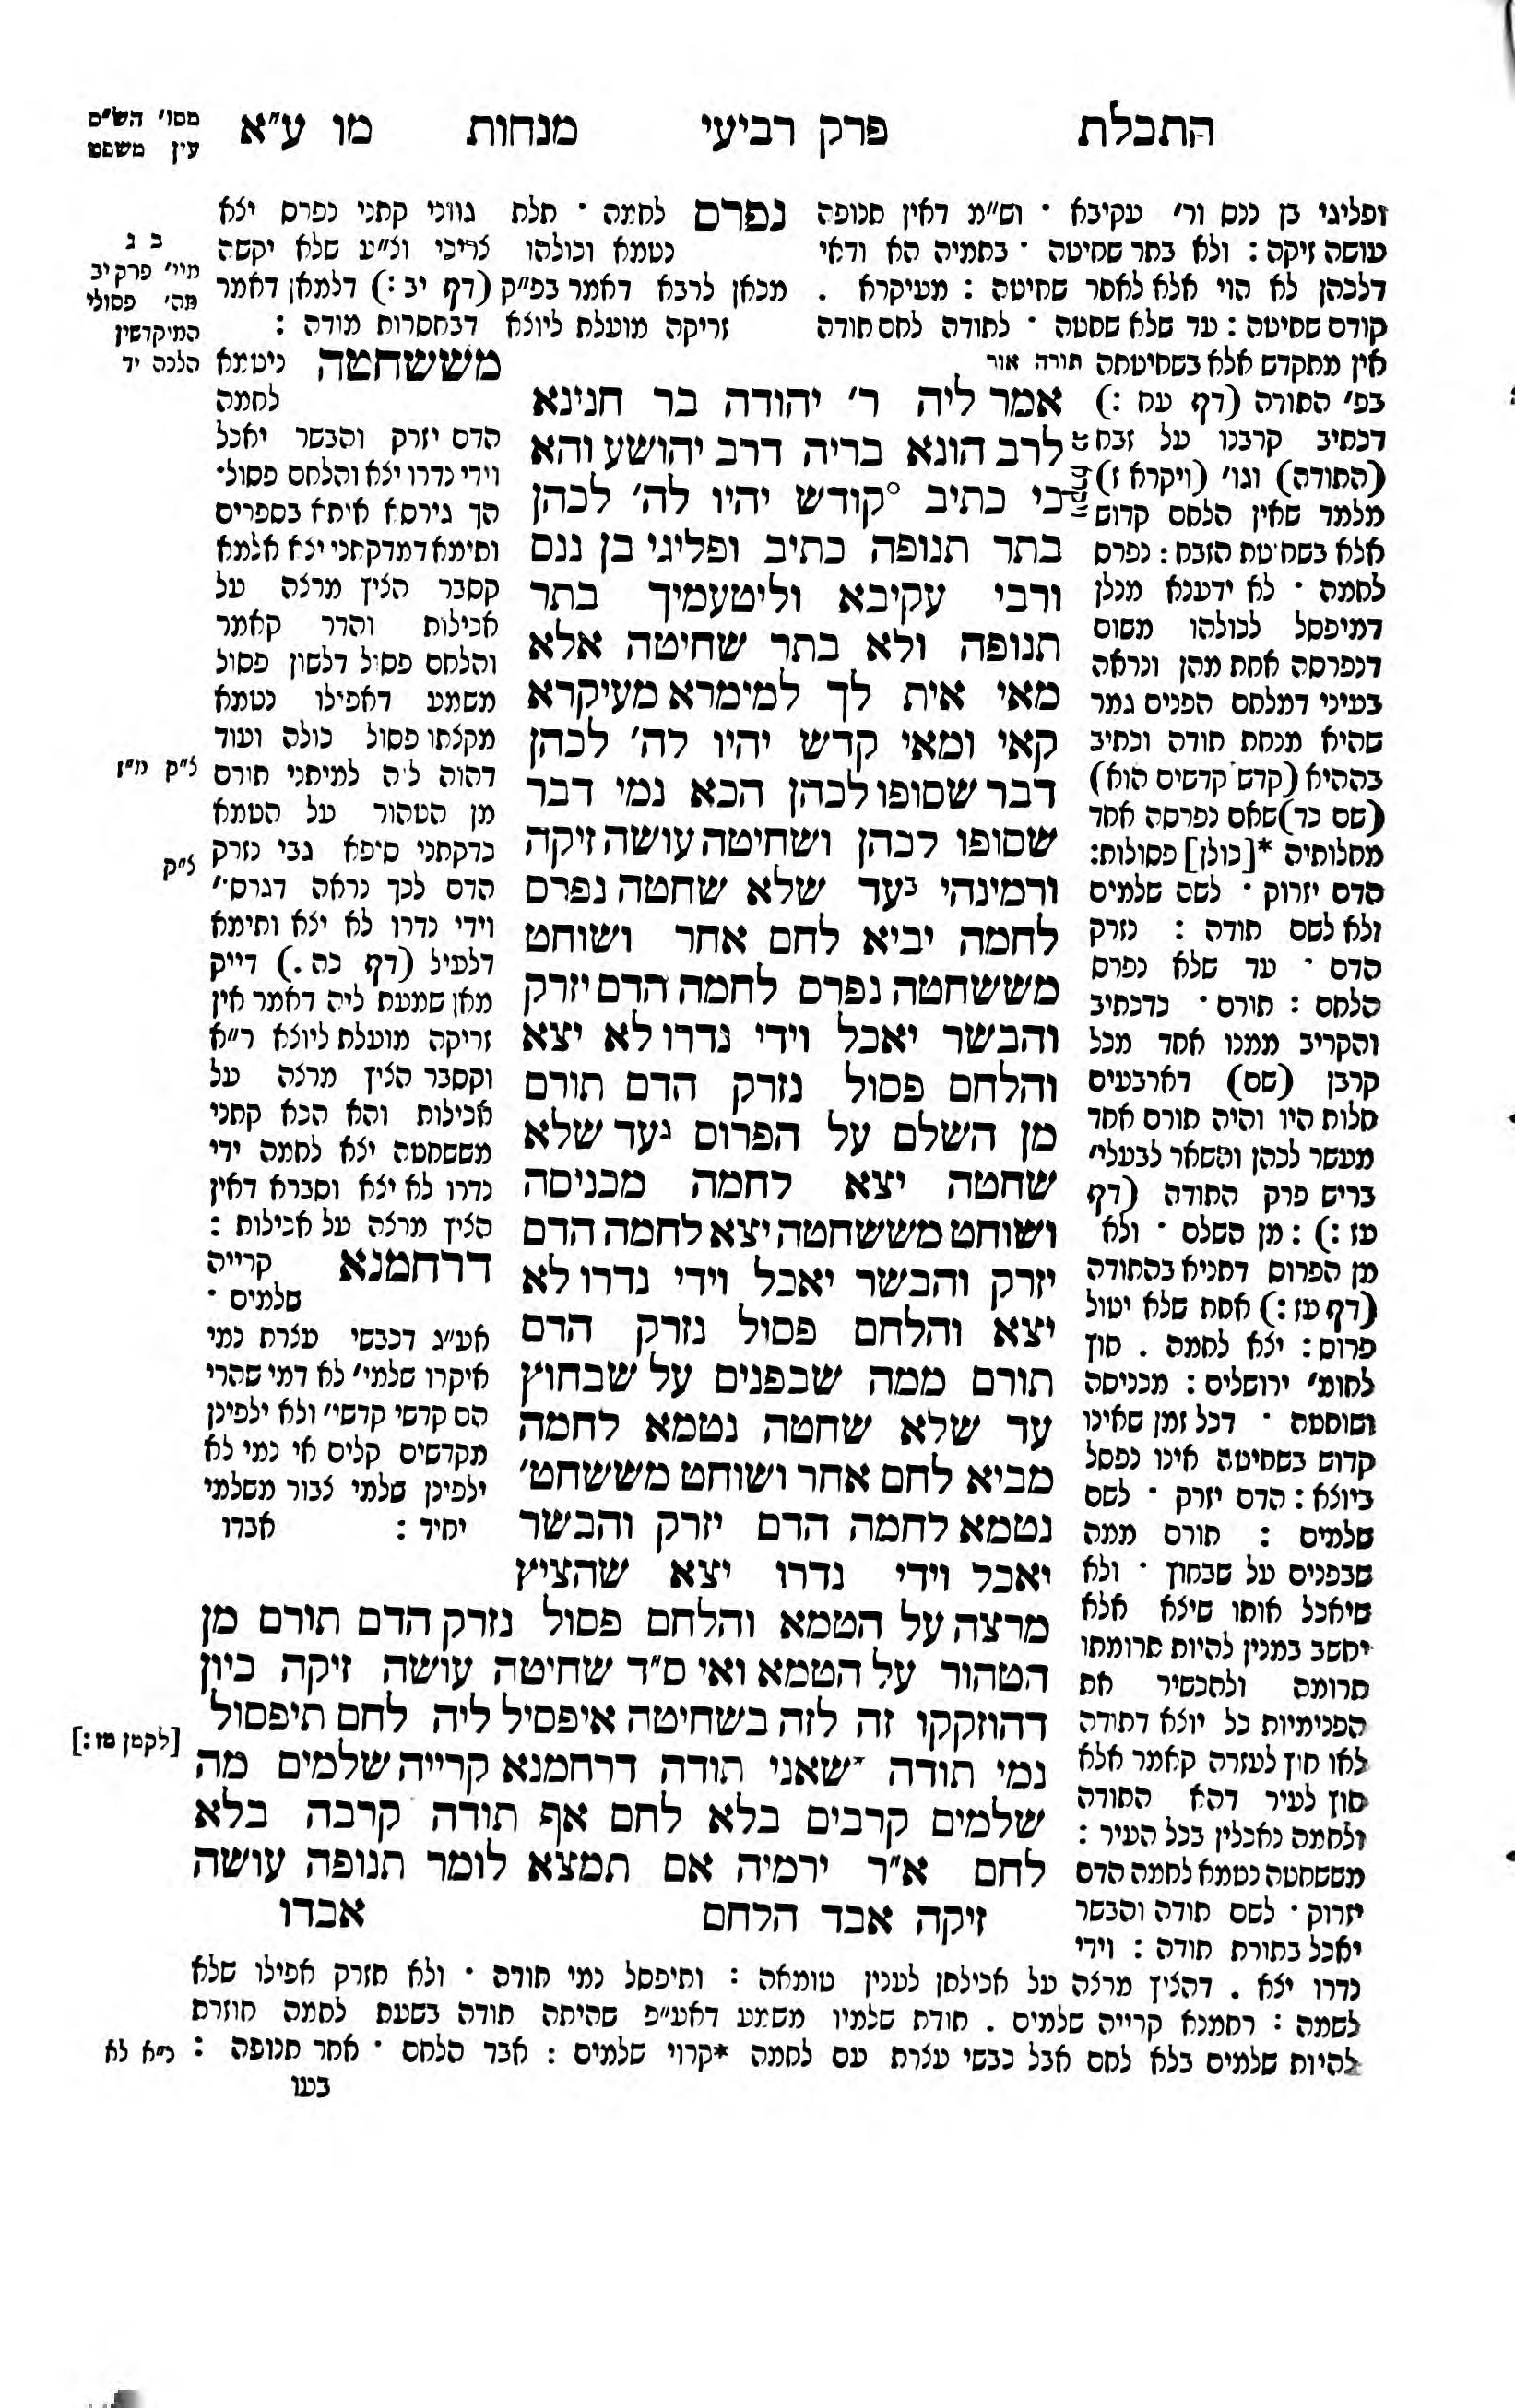 התכלת פרק רביעי מנחות מו ע"א
מסו' הש"ס
עין משפט
ופליגי בן ננס ור' עקיבא · וש"מ דאין תנופה
עושה זיקה : ולא בתר שחיטה · בתמיה הא ודאי
דלכהן לא הוי אלא לאחר שחיטה : מעיקרא .
קודם שחיטה : עד שלא שחטה · לתודה לחם תודה
אין מתקדש אלא בשחיטתה
בפ' התודה (דף עח :)
דכתיב קרבנו על זבח
(התודה) וגו' (ויקרא ז)
מלמד שאין הלחם קדוש
אלא בשחיטת הזבח : נפרס
לחמה · לא ידענא מנלן
דמיפסל לכולהו משום
דנפרסה אחת מהן ונראה
בעיני דמלחם הפנים גמר
שהיא מנחת תודה וכתיב
בההיא (קדש קדשים הוא)
(שם כד) שאם נפרסה אחד
מחלותיה *[כולן] פסולות:
הדם יזרוק · לשם שלמים
ולא לשם תודה : נזרק
הדם · עד שלא נפרס
הלחם : תורם · כדכתיב
והקריב ממנו אחד מכל
קרבן (שם) דארבעים
חלות היו והיה תורם אחד
מעשר לכהן והשאר לבעלי'
בריש פרק התודה (דף
עז :) : מן השלם · ולא
מן הפרוס דתניא בהתודה
(דף עז :) אחת שלא יטול
פרוס : יצא לחמה . חוץ
לחומ' ירושלים : מכניסה
ושוחטה · דכל זמן שאינו
קדוש בשחיטה אינו נפסל
ביוצא : הדם יזרק · לשם
שלמים : תורם ממה
שבפנים על שבחוץ · ולא
שיאכל אותו שיצא אלא
יחשב במנין להיות תרומתו
תרומה ולהכשיר את
הפנימיות כל יוצא דתודה
לאו חוץ לעזרה קאמר אלא
חוץ לעיר דהא התודה
ולחמה נאכלין בכל העיר :
מששחטה נטמא לחמה הדם
יזרוק · לשם תודה והבשר
יאכל בתורת תודה : וידי
נדרו יצא . דהציץ מרצה על אכילתן לענין טומאה : ותיפסל נמי תודה · ולא תזרק אפילו שלא
לשמה : רחמנא קרייה שלמים . תודת שלמיו משמע דאע"פ שהיתה תודה בשעת לחמה חוזרת
להיות שלמים בלא לחם אבל כבשי עצרת עם לחמה *קרוי שלמים : אבד הלחם · אחר תנופה :
בעו
תורה אור
אמר ליה ר' יהודה בר חנינא
לרב הונא בריה דרב יהושע והא
כי כתיב °קודש יהיו לה' לכהן
בתר תנופה כתיב ופליגי בן ננס
ורבי עקיבא וליטעמיך בתר
תנופה ולא בתר שחיטה אלא
מאי אית לך למימרא מעיקרא
קאי ומאי קדש יהיו לה' לכהן
דבר שסופו לכהן הכא נמי דבר
שסופו לכהן ושחיטה עושה זיקה
ורמינהי בעד שלא שחטה נפרס
לחמה יביא לחם אחר ושוחט
מששחטה נפרס לחמה הדם יזרק
והבשר יאכל וידי נדרו לא יצא
והלחם פסול נזרק הדם תורם
מן השלם על הפרוס געד שלא
שחטה יצא לחמה מכניסה
ושוחט מששחטה יצא לחמה הדם
יזרק והבשר יאכל וידי נדרו לא
יצא והלחם פסול נזרק הדם
תורם ממה שבפנים על שבחוץ
עד שלא שחטה נטמא לחמה
מביא לחם אחר ושוחט מששחט'
נטמא לחמה הדם יזרק והבשר
יאכל וידי נדרו יצא שהציץ
מרצה על הטמא והלחם פסול נזרק הדם תורם מן
הטהור על הטמא ואי ס"ד שחיטה עושה זיקה כיון
דהוזקקו זה לזה בשחיטה איפסיל ליה לחם תיפסול
נמי תודה *שאני תודה דרחמנא קרייה שלמים מה
שלמים קרבים בלא לחם אף תודה קרבה בלא
לחם א"ר ירמיה אם תמצא לומר תנופה עושה
זיקה אבד הלחם אבדו
נפרס לחמה · תלת גווני קתני נפרס יצא
נטמא וכולהו צריכי וצ"ע שלא יקשה
מכאן לרבא דאמר בפ"ק (דף יב :) דלמאן דאמר
זריקה מועלת ליוצא דבחסרות מודה :
מששחטה ניטמא
לחמה
הדם יזרק והבשר יאכל
וידי נדרו יצא והלחם פסול·
הך גירסא איתא בספרים
ותימא דמדקתני יצא אלמא
קסבר הציץ מרצה על
אכילות והדר קאמר
והלחם פסול דלשון פסול
משמע דאפילו נטמא
מקצתו פסול כולה ועוד
דהוה ליה למיתני תורם
מן הטהור על הטמא
כדקתני סיפא גבי נזרק
הדם לכך נראה דגרס"י
וידי נדרו לא יצא ותימא
דלעיל (דף כה .) דייק
מאן שמעת ליה דאמר אין
זריקה מועלת ליוצא ר"א
וקסבר הציץ מרצה על
אכילות והא הכא קתני
מששחטה יצא לחמה ידי
נדרו לא יצא וסברא דאין
הציץ מרצה על אכילות :
דרחמנא קרייה
שלמים ·
אע"ג דכבשי עצרת נמי
איקרו שלמי' לא דמי שהרי
הם קדשי קדשי' ולא ילפינן
מקדשים קלים אי נמי לא
ילפינן שלמי צבור משלמי
יחיד : אבדו
ב ג
מיי' פרק יב
מה' פסולי
המיקדשין
הלכה יד
צ"ק מ"ז
צ"ק
[לקמן מז:]
נ"א לא